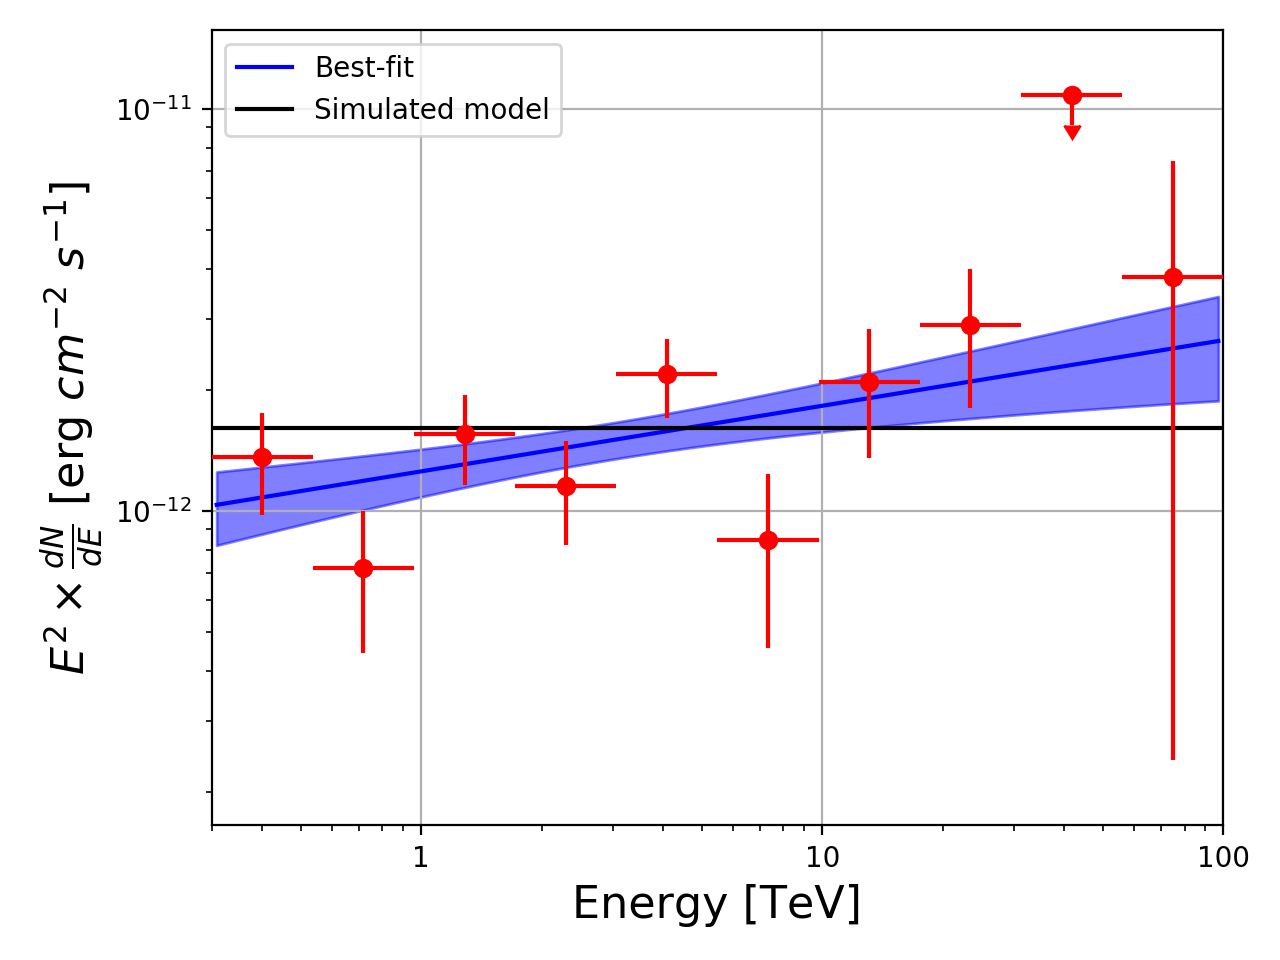 Best-fit
Simulated model
10⁻¹¹
10⁻¹²
E² × dN/dE [erg cm⁻² s⁻¹]
1 10 100
Energy [TeV]